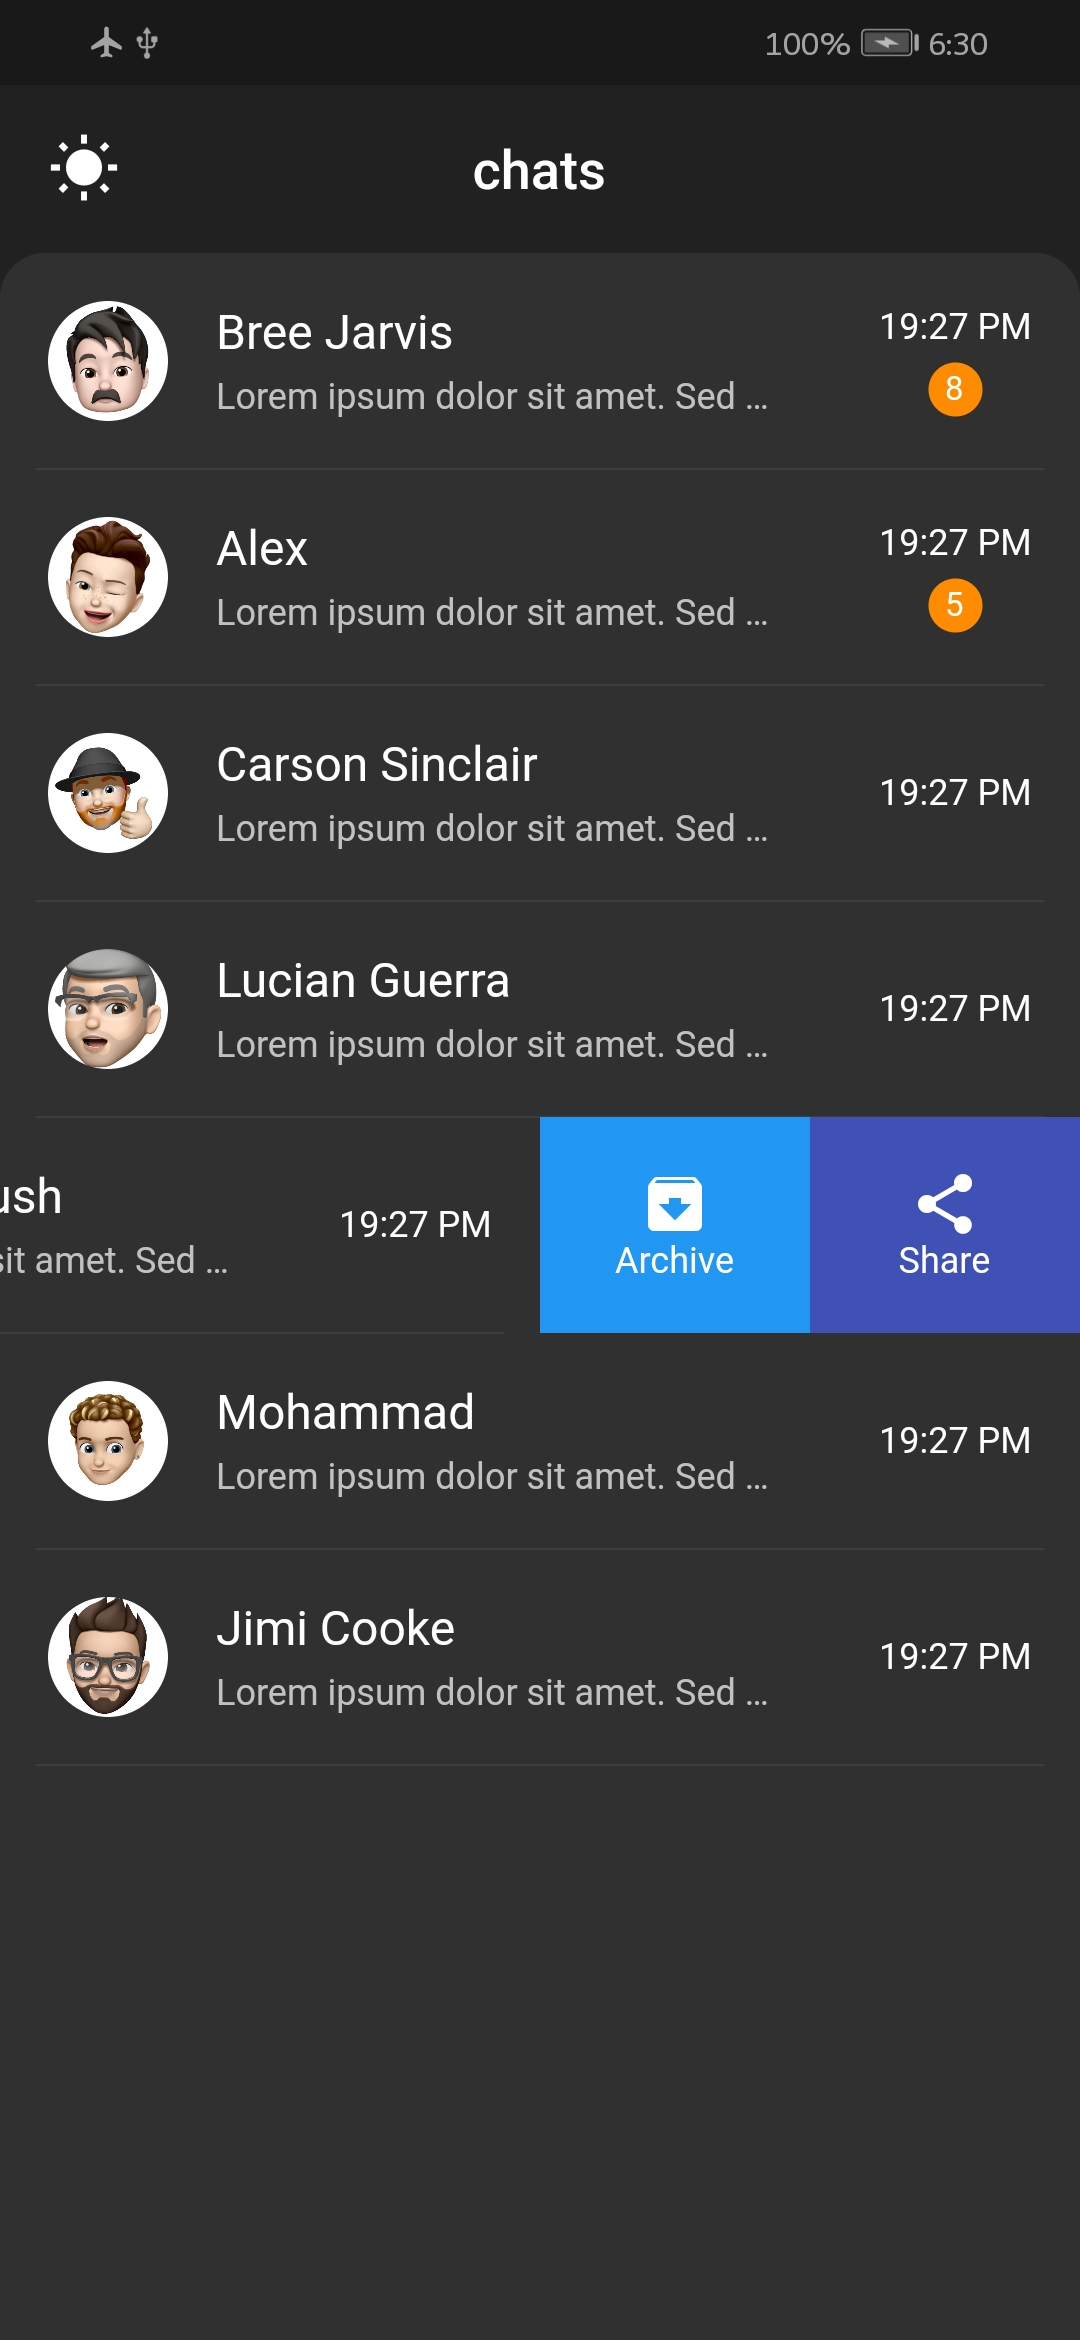 100% 6:30
chats
Bree Jarvis
19:27 PM
Lorem ipsum dolor sit amet. Sed ...
8
Alex
19:27 PM
Lorem ipsum dolor sit amet. Sed ...
5
Carson Sinclair
Lorem ipsum dolor sit amet. Sed ...
19:27 PM
Lucian Guerra
Lorem ipsum dolor sit amet. Sed ...
19:27 PM
ush
sit amet. Sed ...
19:27 PM
Archive
Share
Mohammad
Lorem ipsum dolor sit amet. Sed ...
19:27 PM
Jimi Cooke
Lorem ipsum dolor sit amet. Sed ...
19:27 PM